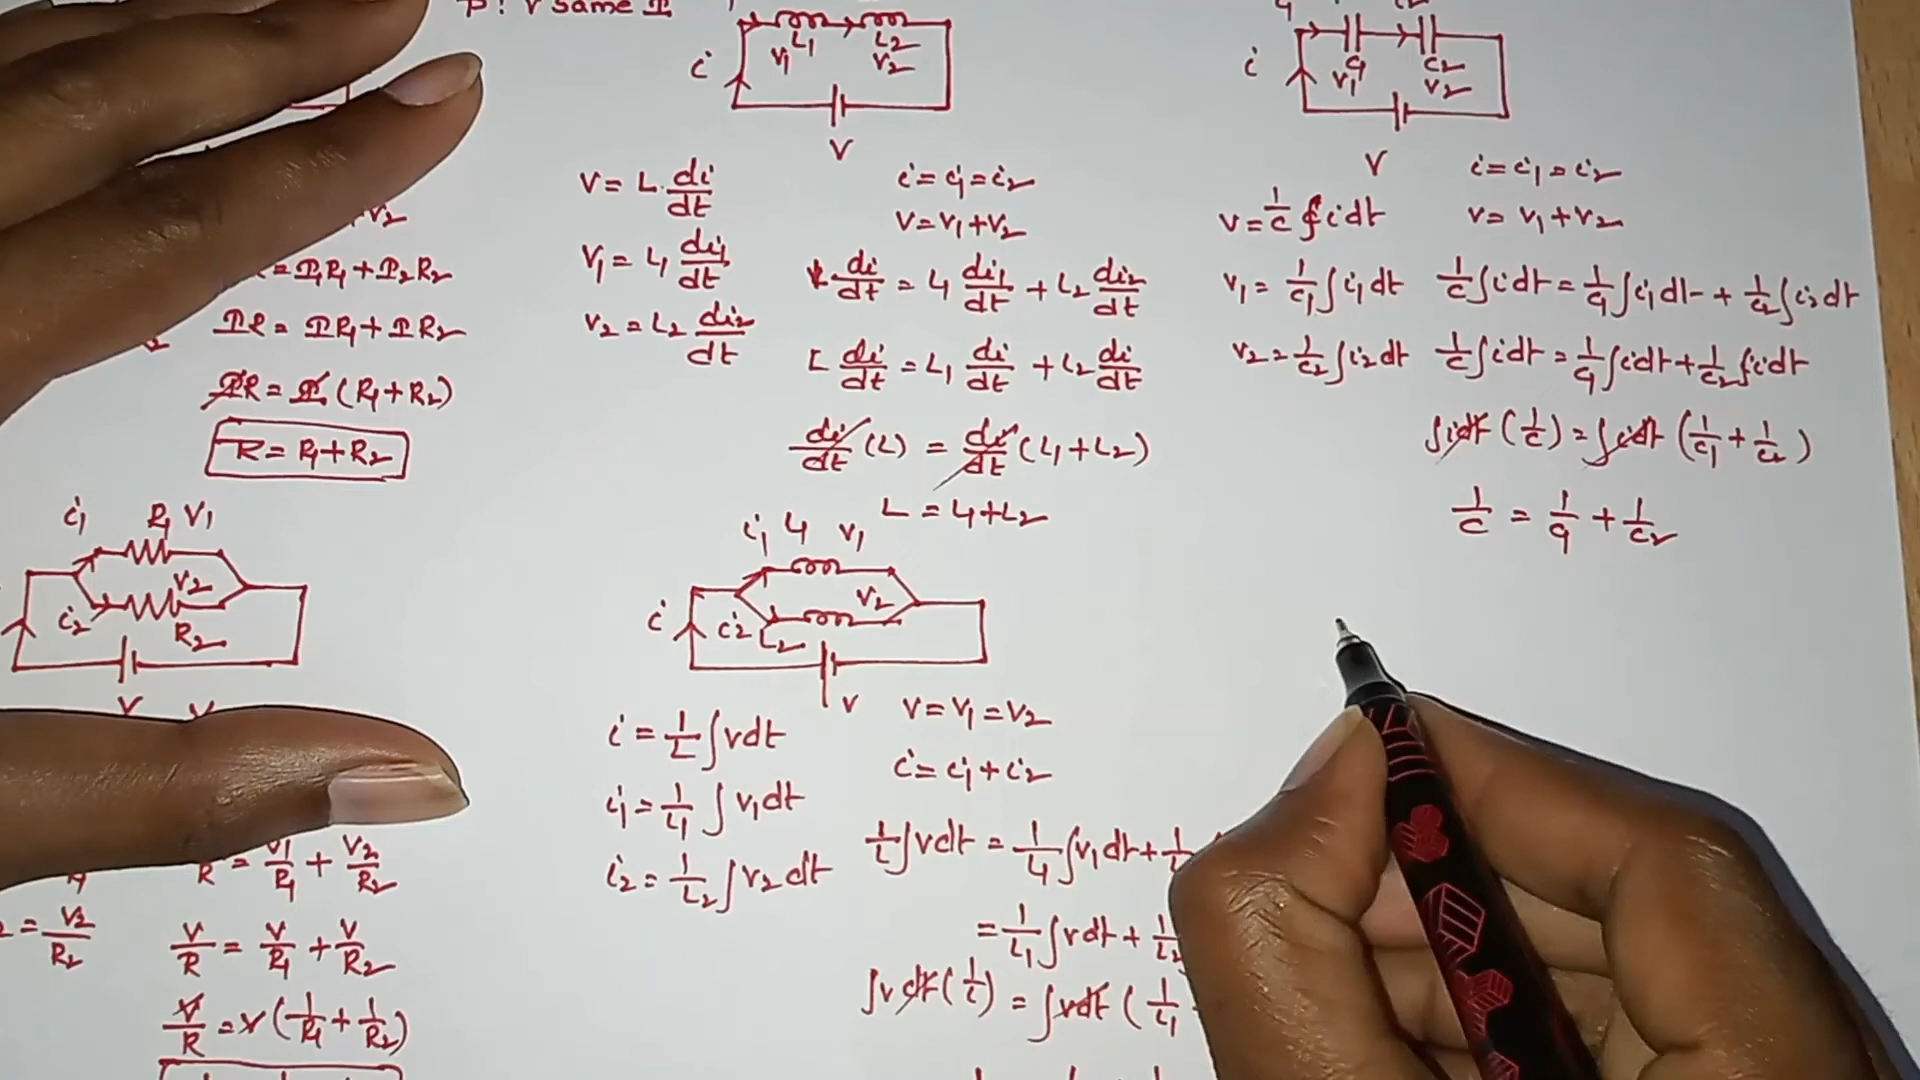 P: V same I
L1 L2
i V1 V2
V
V = L di/dt
i = i1 = i2
V = V1 + V2
V1 = L1 di1/dt
V2 = L2 di2/dt
L di/dt = L1 di1/dt + L2 di2/dt
L di/dt = L1 di/dt + L2 di/dt
di/dt (L) = di/dt (L1 + L2)
L = L1 + L2
C1 C2
i V1 V2
V
i = i1 = i2
V = 1/C ∫ i dt
V = V1 + V2
V1 = 1/C1 ∫ i1 dt
1/C ∫ i dt = 1/C1 ∫ i1 dt + 1/C2 ∫ i2 dt
V2 = 1/C2 ∫ i2 dt
1/C ∫ i dt = 1/C1 ∫ i dt + 1/C2 ∫ i dt
∫ i dt (1/C) = ∫ i dt (1/C1 + 1/C2)
1/C = 1/C1 + 1/C2
V2
= I1R1 + I2R2
IR = IR1 + IR2
IR = I (R1 + R2)
R = R1 + R2
i1 R1 V1
V2
i2 R2
V
R = V1/R1 + V2/R2
= V2/R2
V/R = V/R1 + V/R2
V/R = V (1/R1 + 1/R2)
i1 L1 V1
i i2 V2
L2
V
V = V1 = V2
i = 1/L ∫ v dt
i = i1 + i2
i1 = 1/L1 ∫ v1 dt
1/L ∫ v dt = 1/L1 ∫ v1 dt + 1/
i2 = 1/L2 ∫ v2 dt
= 1/L1 ∫ v dt + 1/L2
∫ v dt (1/L) = ∫ v dt (1/L1